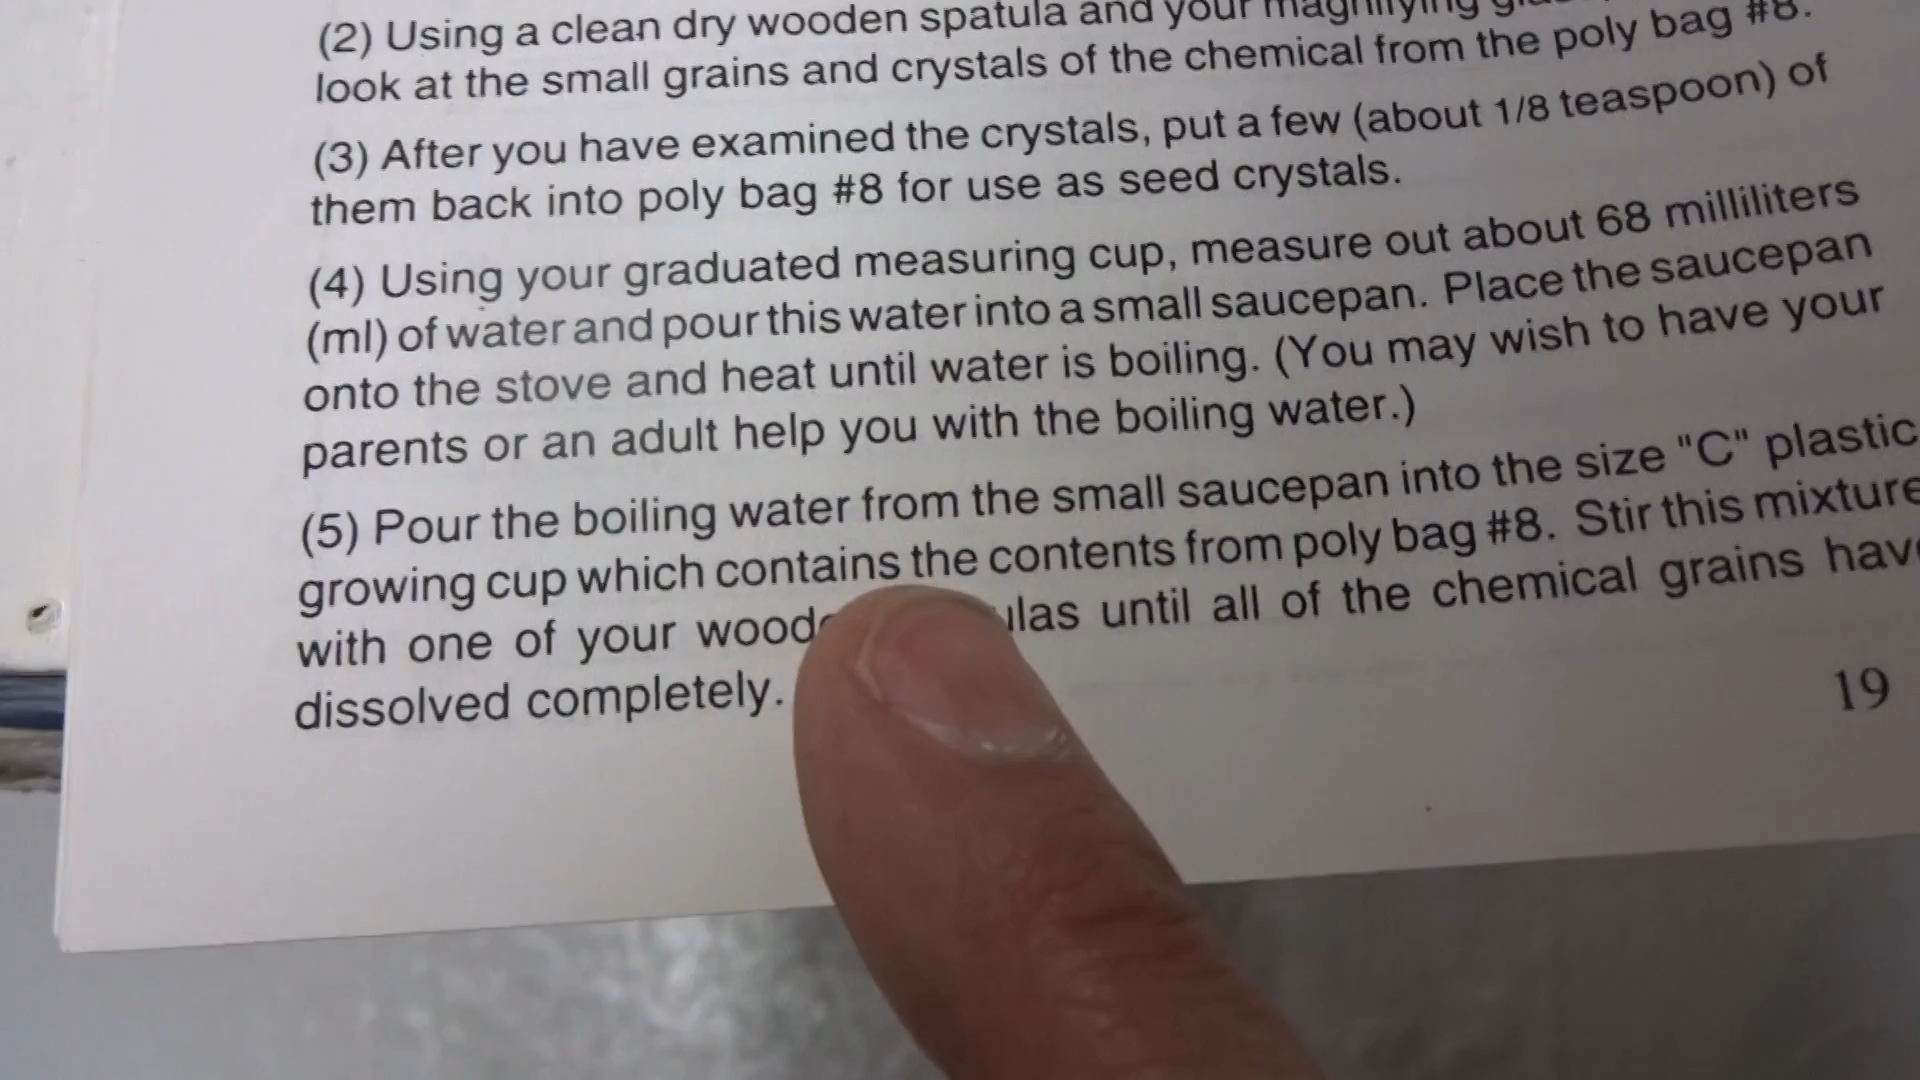 (2) Using a clean dry wooden spatula and your magnifying
look at the small grains and crystals of the chemical from the poly bag #8.
(3) After you have examined the crystals, put a few (about 1/8 teaspoon) of
them back into poly bag #8 for use as seed crystals.
(4) Using your graduated measuring cup, measure out about 68 milliliters
(ml) of water and pour this water into a small saucepan. Place the saucepan
onto the stove and heat until water is boiling. (You may wish to have your
parents or an adult help you with the boiling water.)
(5) Pour the boiling water from the small saucepan into the size "C" plastic
growing cup which contains the contents from poly bag #8. Stir this mixture
with one of your until all of the chemical grains
dissolved completely.
19